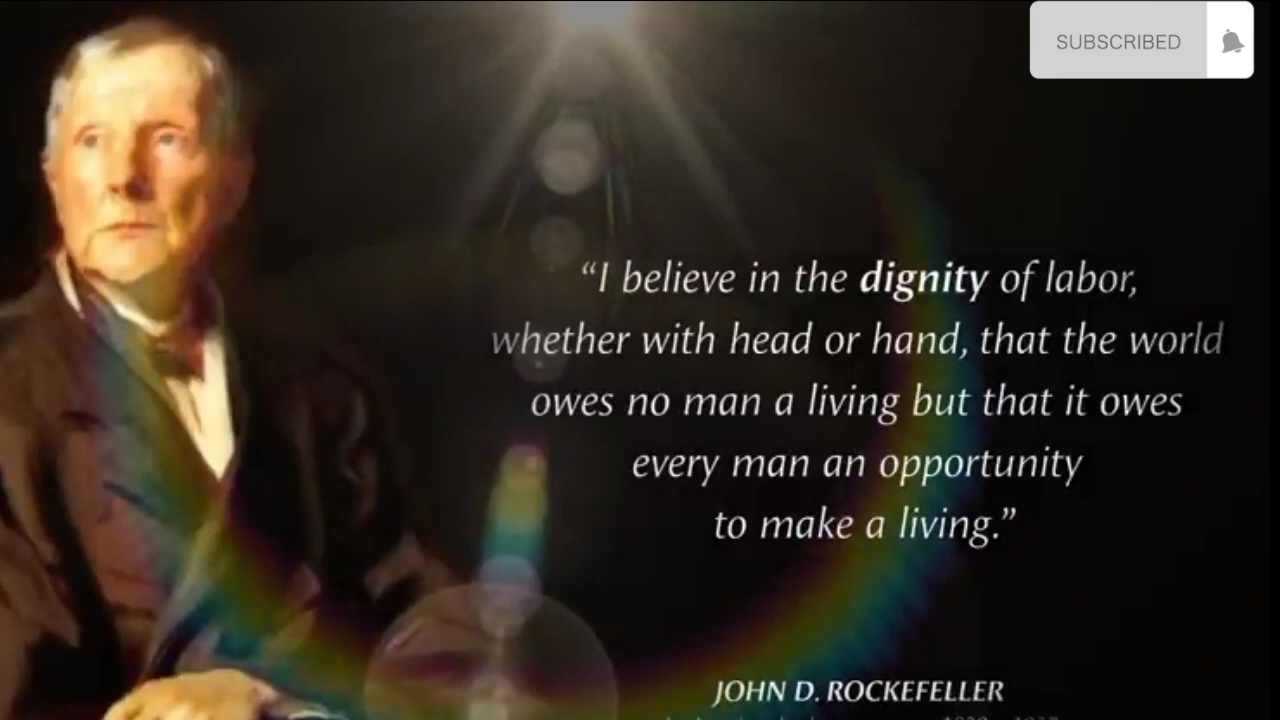 SUBSCRIBED
“I believe in the dignity of labor,
whether with head or hand, that the world
owes no man a living but that it owes
every man an opportunity
to make a living.”
JOHN D. ROCKEFELLER